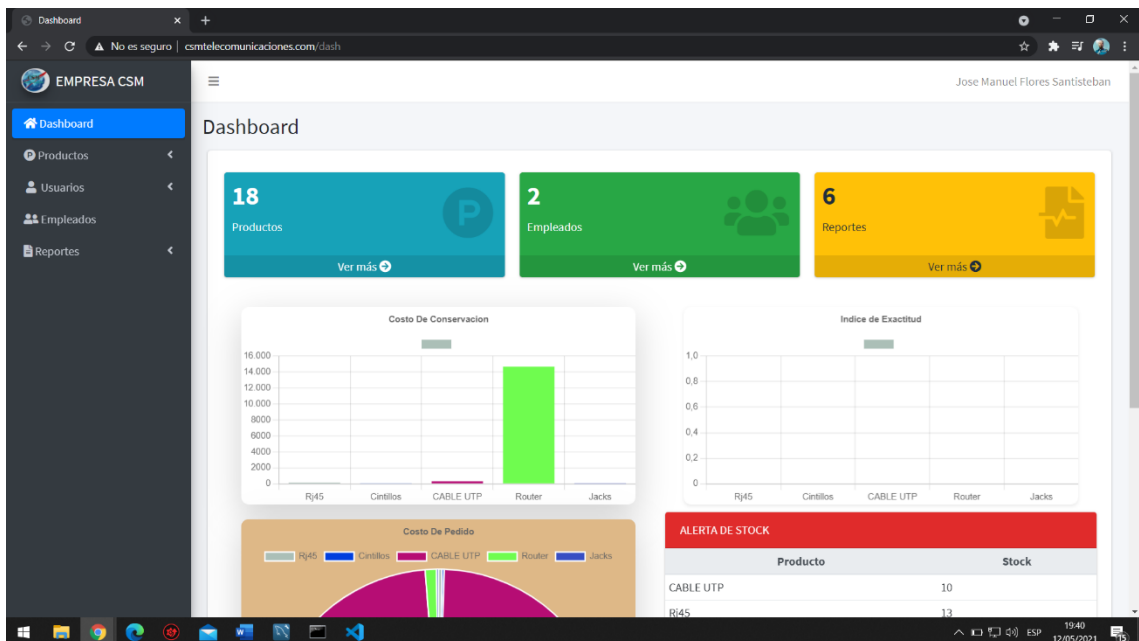 Dashboard
No es seguro | csmtelecomunicaciones.com/dash
EMPRESA CSM
Jose Manuel Flores Santisteban
Dashboard
Productos
Usuarios
Empleados
Reportes
Dashboard
18
Productos
Ver más
2
Empleados
Ver más
6
Reportes
Ver más
Costo De Conservacion
16.000
14.000
12.000
10.000
8000
6000
4000
2000
0
Rj45 Cintillos CABLE UTP Router Jacks
Indice de Exactitud
1,0
0,8
0,6
0,4
0,2
0
Rj45 Cintillos CABLE UTP Router Jacks
Costo De Pedido
Rj45 Cintillos CABLE UTP Router Jacks
ALERTA DE STOCK
Producto Stock
CABLE UTP 10
Rj45 13
ESP
19:40
12/05/2021
15